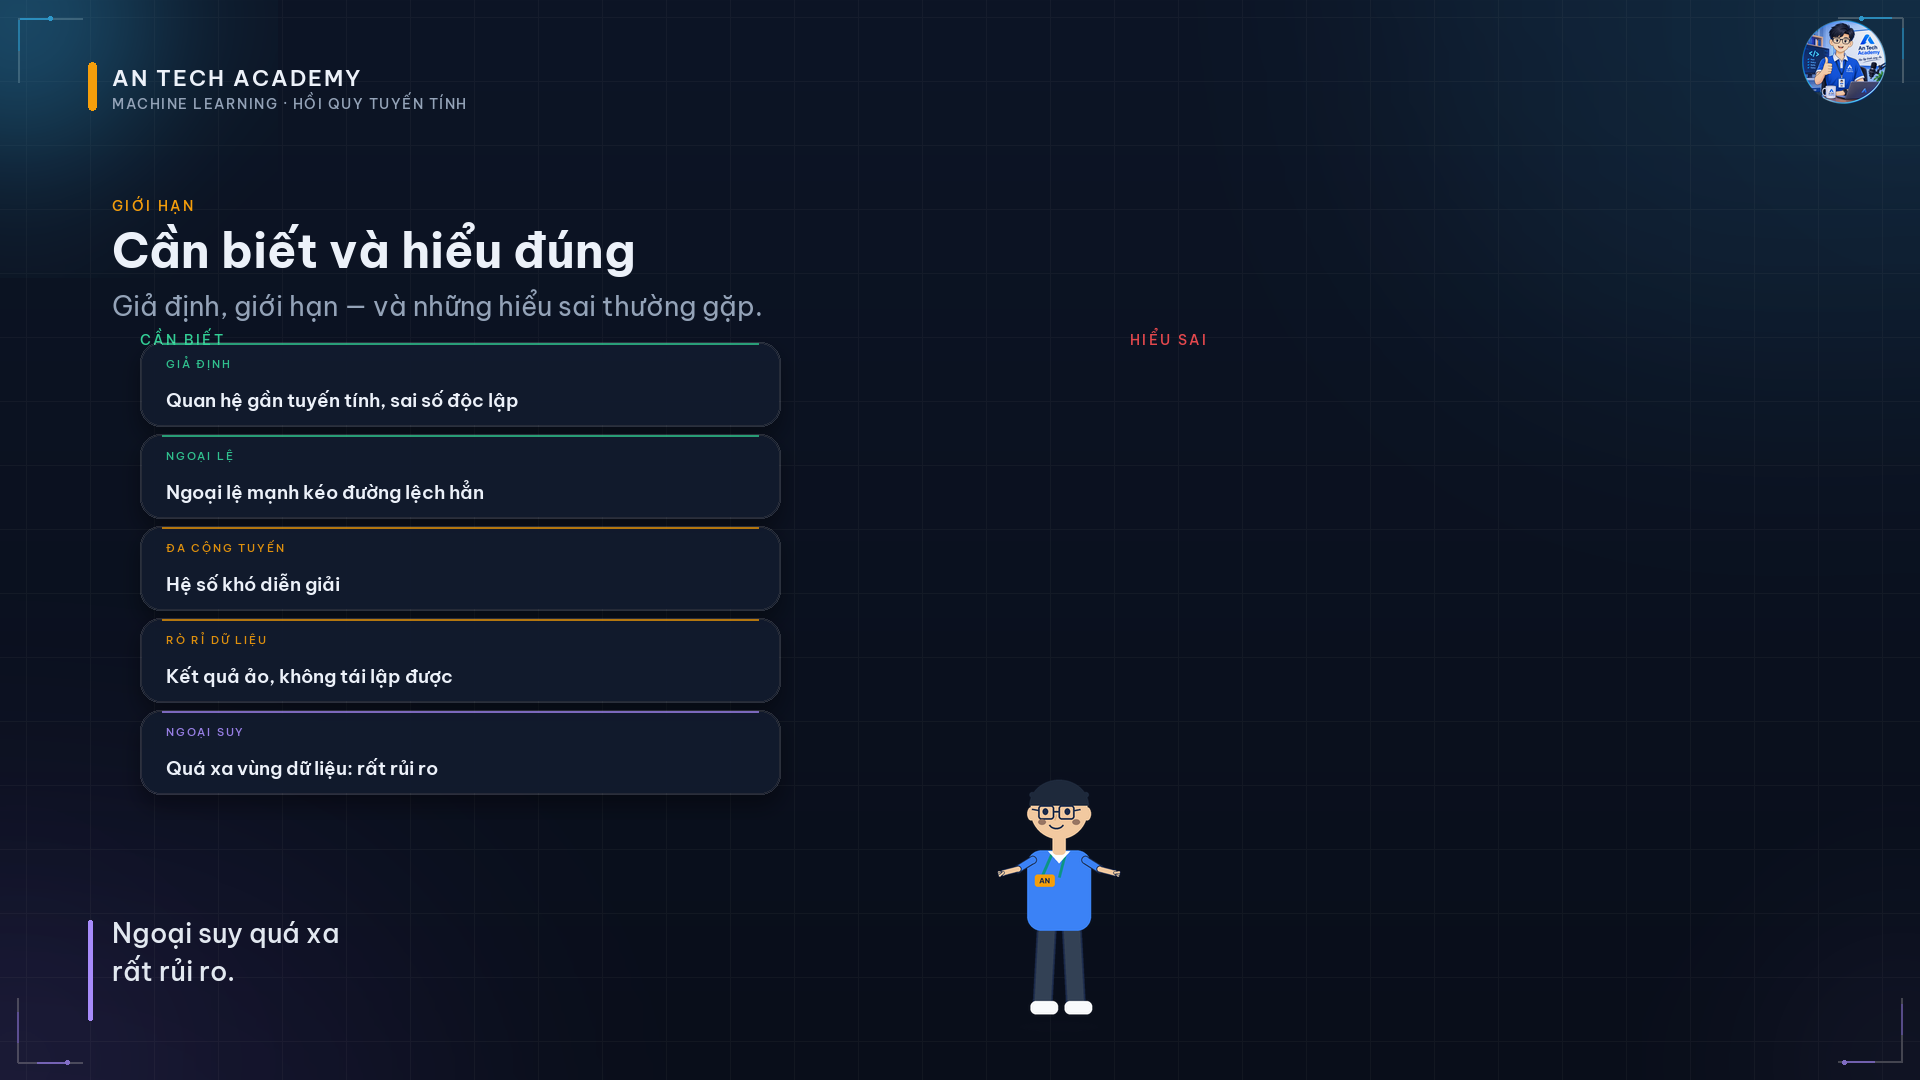 AN TECH ACADEMY
MACHINE LEARNING · HỒI QUY TUYẾN TÍNH
An Tech
Academy
GIỚI HẠN
Cần biết và hiểu đúng
Giả định, giới hạn — và những hiểu sai thường gặp.
CẦN BIẾT
GIẢ ĐỊNH
Quan hệ gần tuyến tính, sai số độc lập
NGOẠI LỆ
Ngoại lệ mạnh kéo đường lệch hẳn
ĐA CỘNG TUYẾN
Hệ số khó diễn giải
RÒ RỈ DỮ LIỆU
Kết quả ảo, không tái lập được
NGOẠI SUY
Quá xa vùng dữ liệu: rất rủi ro
HIỂU SAI
AN
Ngoại suy quá xa
rất rủi ro.